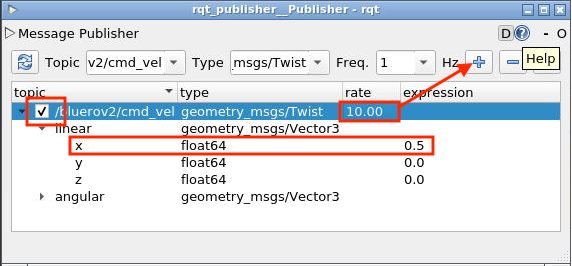 rqt_publisher__Publisher - rqt
Message Publisher D ? - O
Topic v2/cmd_vel Type msgs/Twist Freq. 1 Hz + − Help
topic type rate expression
/bluerov2/cmd_vel geometry_msgs/Twist 10.00
linear geometry_msgs/Vector3
x float64 0.5
y float64 0.0
z float64 0.0
angular geometry_msgs/Vector3